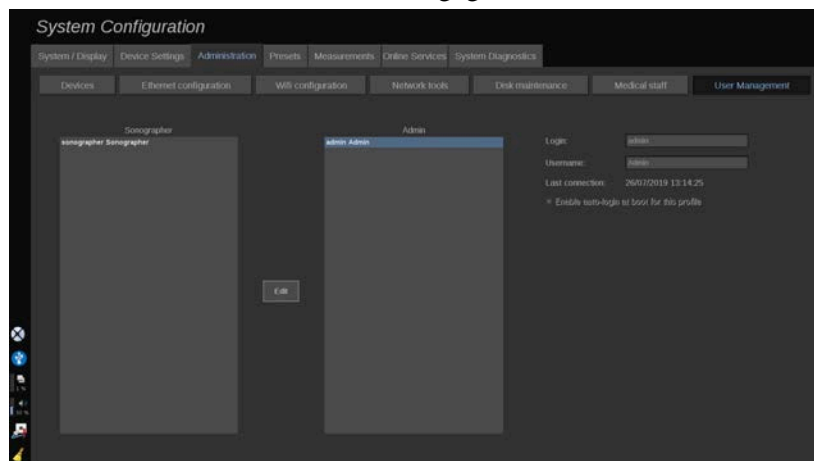 System Configuration
System / Display Device Settings Administration Presets Measurements Online Services System Diagnostics
Devices Ethernet configuration Wifi configuration Network tools Disk maintenance Medical staff User Management
Sonographer Admin
sonographer Sonographer admin Admin
Login: admin
Username: Admin
Last connection: 26/07/2019 13:14:25
Enable auto-login at boot for this profile
Edit